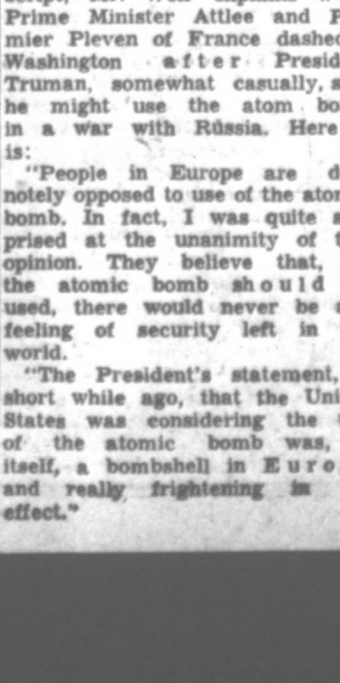 Prime Minister Attlee and P
mier Pleven of France dashed
Washington after Presid
Truman, somewhat casually, s
he might use the atom bo
in a war with Russia. Here
is:
"People in Europe are d
notely opposed to use of the ator
bomb. In fact, I was quite s
prised at the unanimity of t
opinion. They believe that,
the atomic bomb should
used, there would never be a
feeling of security left in
world.
"The President's statement,
short while ago, that the Uni
States was considering the
of the atomic bomb was,
itself, a bombshell in Euro
and really frightening in
effect."